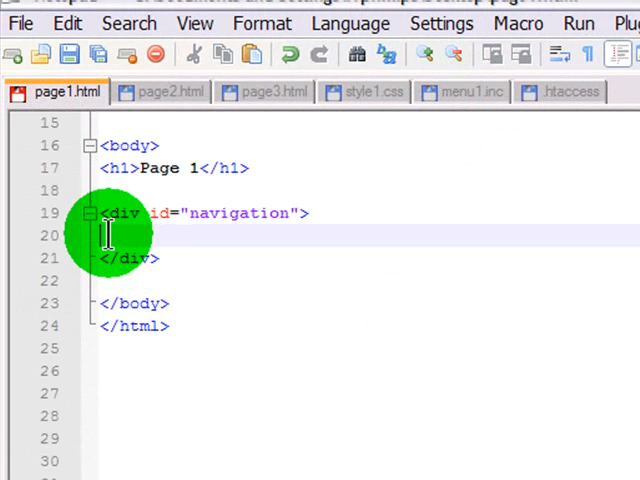 File Edit Search View Format Language Settings Macro Run
page1.html page2.html page3.html style1.css menu1.inc .htaccess
15
16 <body>
17 <h1>Page 1</h1>
18
19 <div id="navigation">
20
21 </div>
22
23 </body>
24 </html>
25
26
27
28
29
30